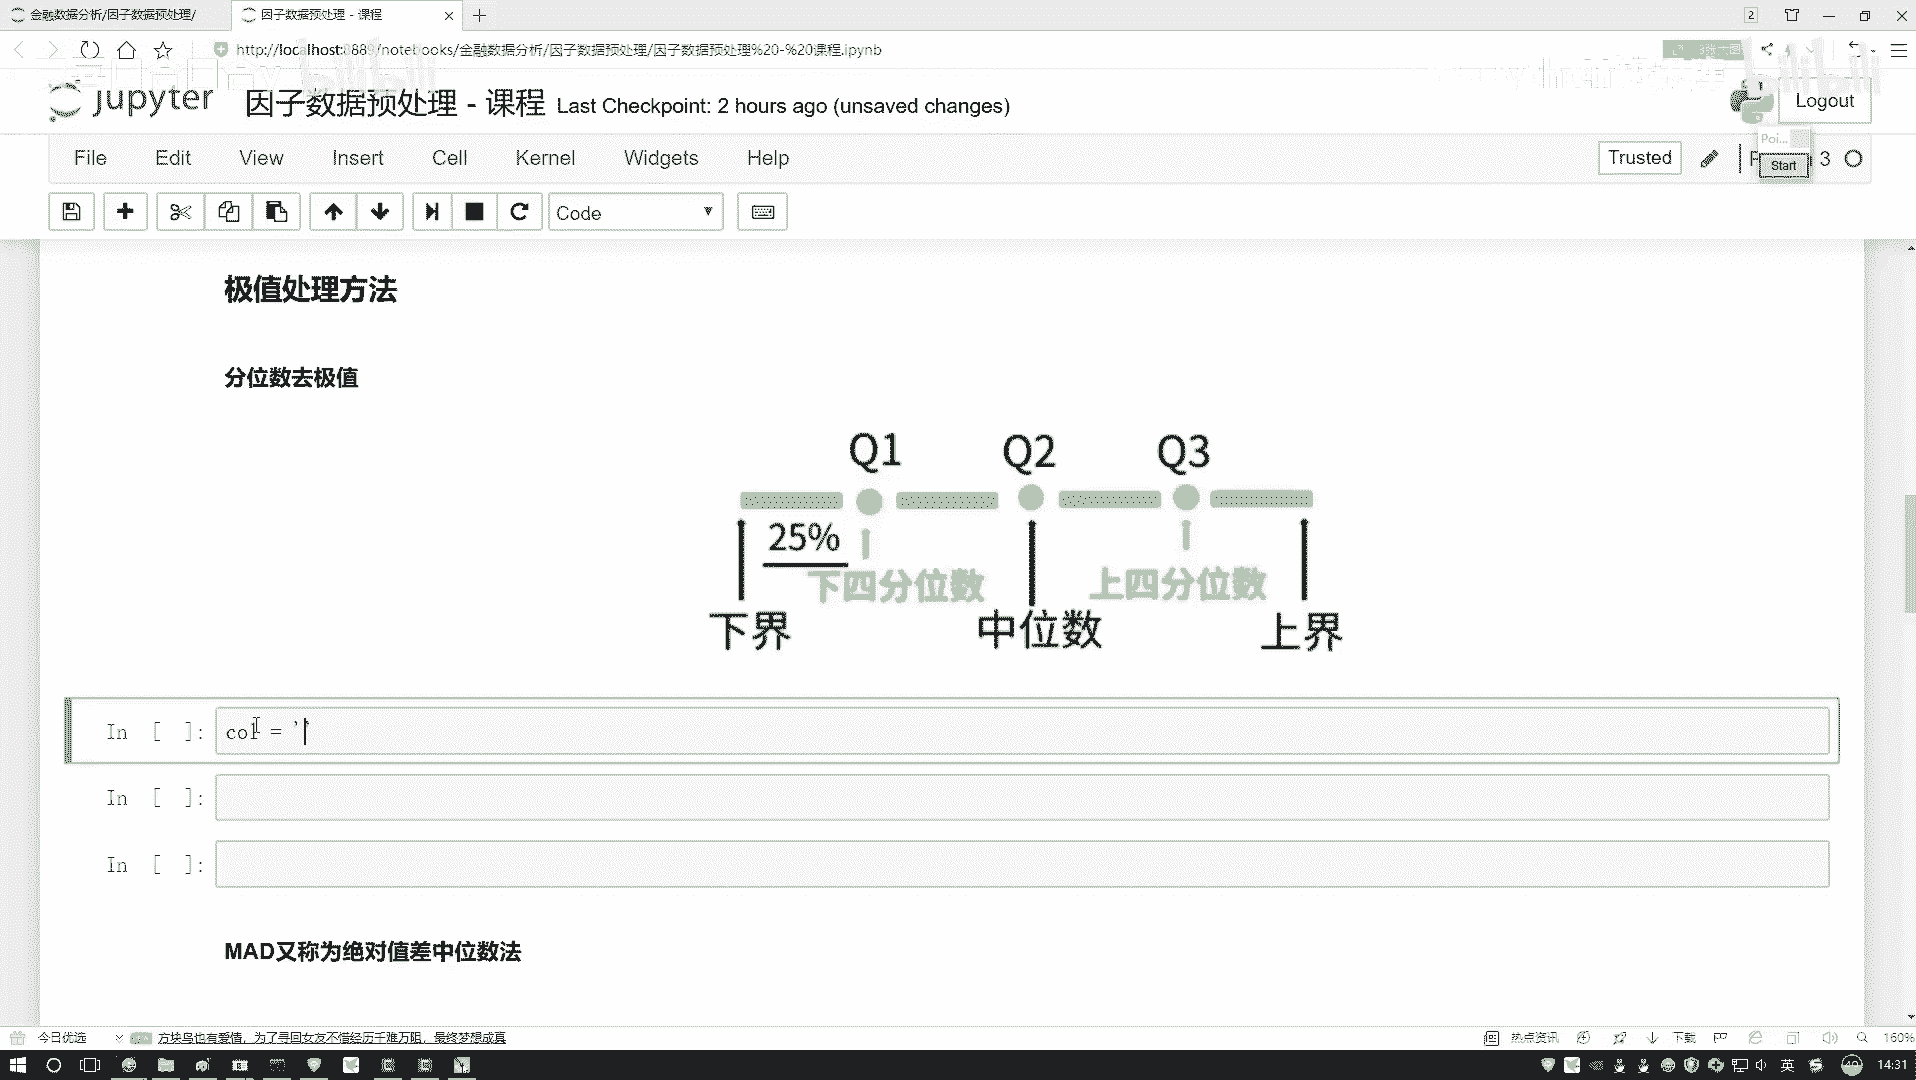 金融数据分析/因子数据预处理/
因子数据预处理 - 课程
2
http://localhost:8889/notebooks/金融数据分析/因子数据预处理/因子数据预处理%20-%20课程.ipynb
jupyter 因子数据预处理 - 课程 Last Checkpoint: 2 hours ago (unsaved changes)
bilibili
Logout
File Edit View Insert Cell Kernel Widgets Help
Trusted
Poi...
Start
3
Code
极值处理方法
分位数去极值
Q1 Q2 Q3
25%
下四分位数 上四分位数
下界 中位数 上界
In [ ]: col = ''
In [ ]:
In [ ]:
MAD又称为绝对值差中位数法
今日优选
方块鸟也有爱情，为了寻回女友不惜经历千难万阻，最终梦想成真
热点资讯
下载
160%
英
14:31